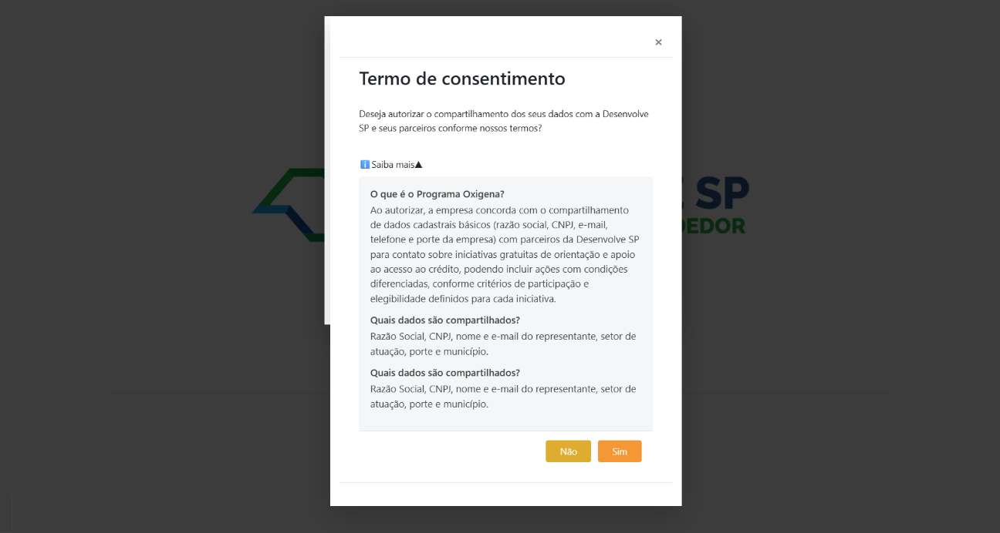 ×
Termo de consentimento
Deseja autorizar o compartilhamento dos seus dados com a Desenvolve
SP e seus parceiros conforme nossos termos?
ℹ️ Saiba mais▲
O que é o Programa Oxigena?
Ao autorizar, a empresa concorda com o compartilhamento
de dados cadastrais básicos (razão social, CNPJ, e-mail,
telefone e porte da empresa) com parceiros da Desenvolve SP
para contato sobre iniciativas gratuitas de orientação e apoio
ao acesso ao crédito, podendo incluir ações com condições
diferenciadas, conforme critérios de participação e
elegibilidade definidos para cada iniciativa.
Quais dados são compartilhados?
Razão Social, CNPJ, nome e e-mail do representante, setor de
atuação, porte e município.
Quais dados são compartilhados?
Razão Social, CNPJ, nome e e-mail do representante, setor de
atuação, porte e município.
Não Sim
SP